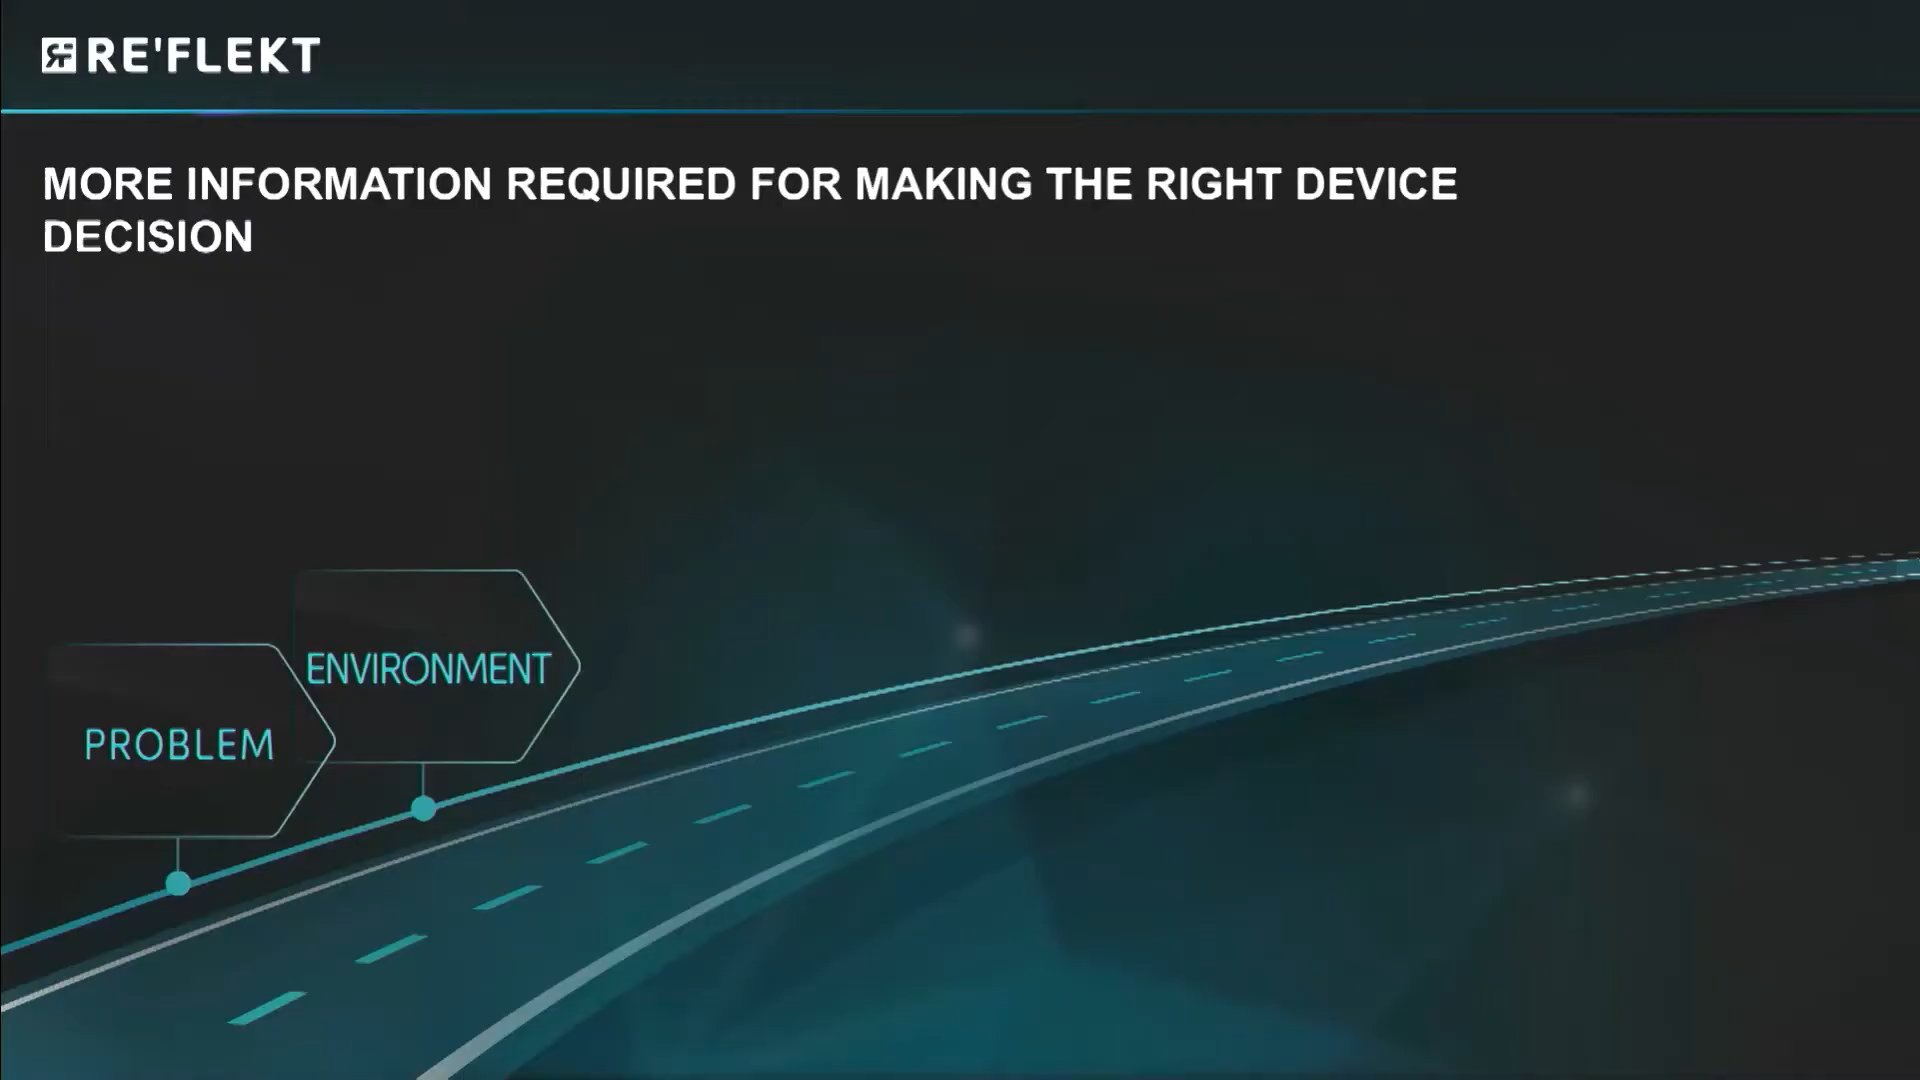 RE'FLEKT
MORE INFORMATION REQUIRED FOR MAKING THE RIGHT DEVICE
DECISION
ENVIRONMENT
PROBLEM